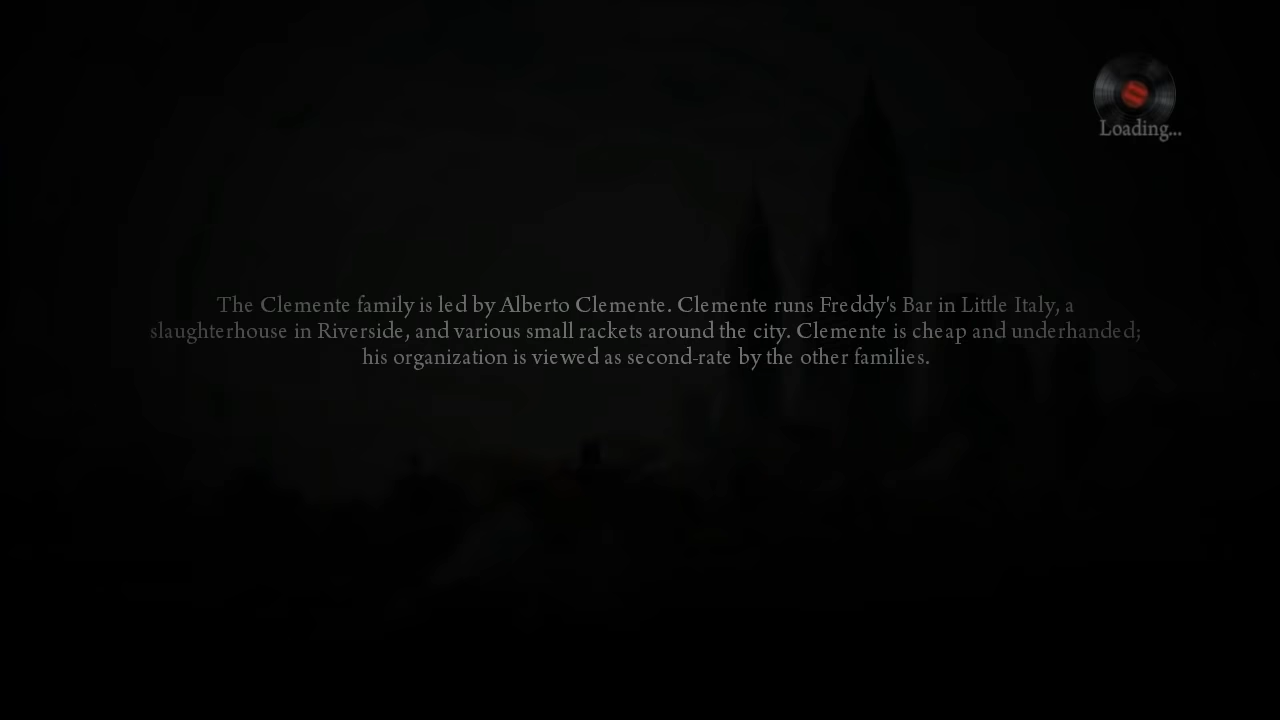 Loading...
The Clemente family is led by Alberto Clemente. Clemente runs Freddy's Bar in Little Italy, a
slaughterhouse in Riverside, and various small rackets around the city. Clemente is cheap and underhanded;
his organization is viewed as second-rate by the other families.